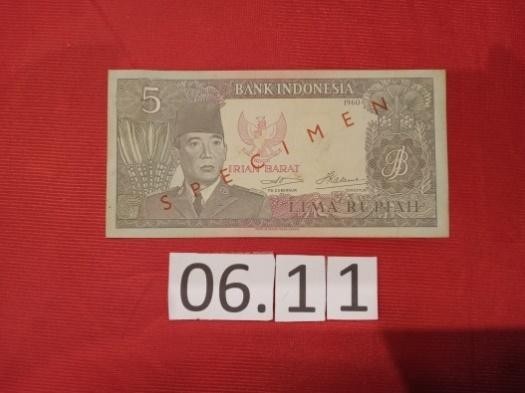 5
BANK INDONESIA
1960
SPECIMEN
IRIAN BARAT
LIMA RUPIAH
06.11